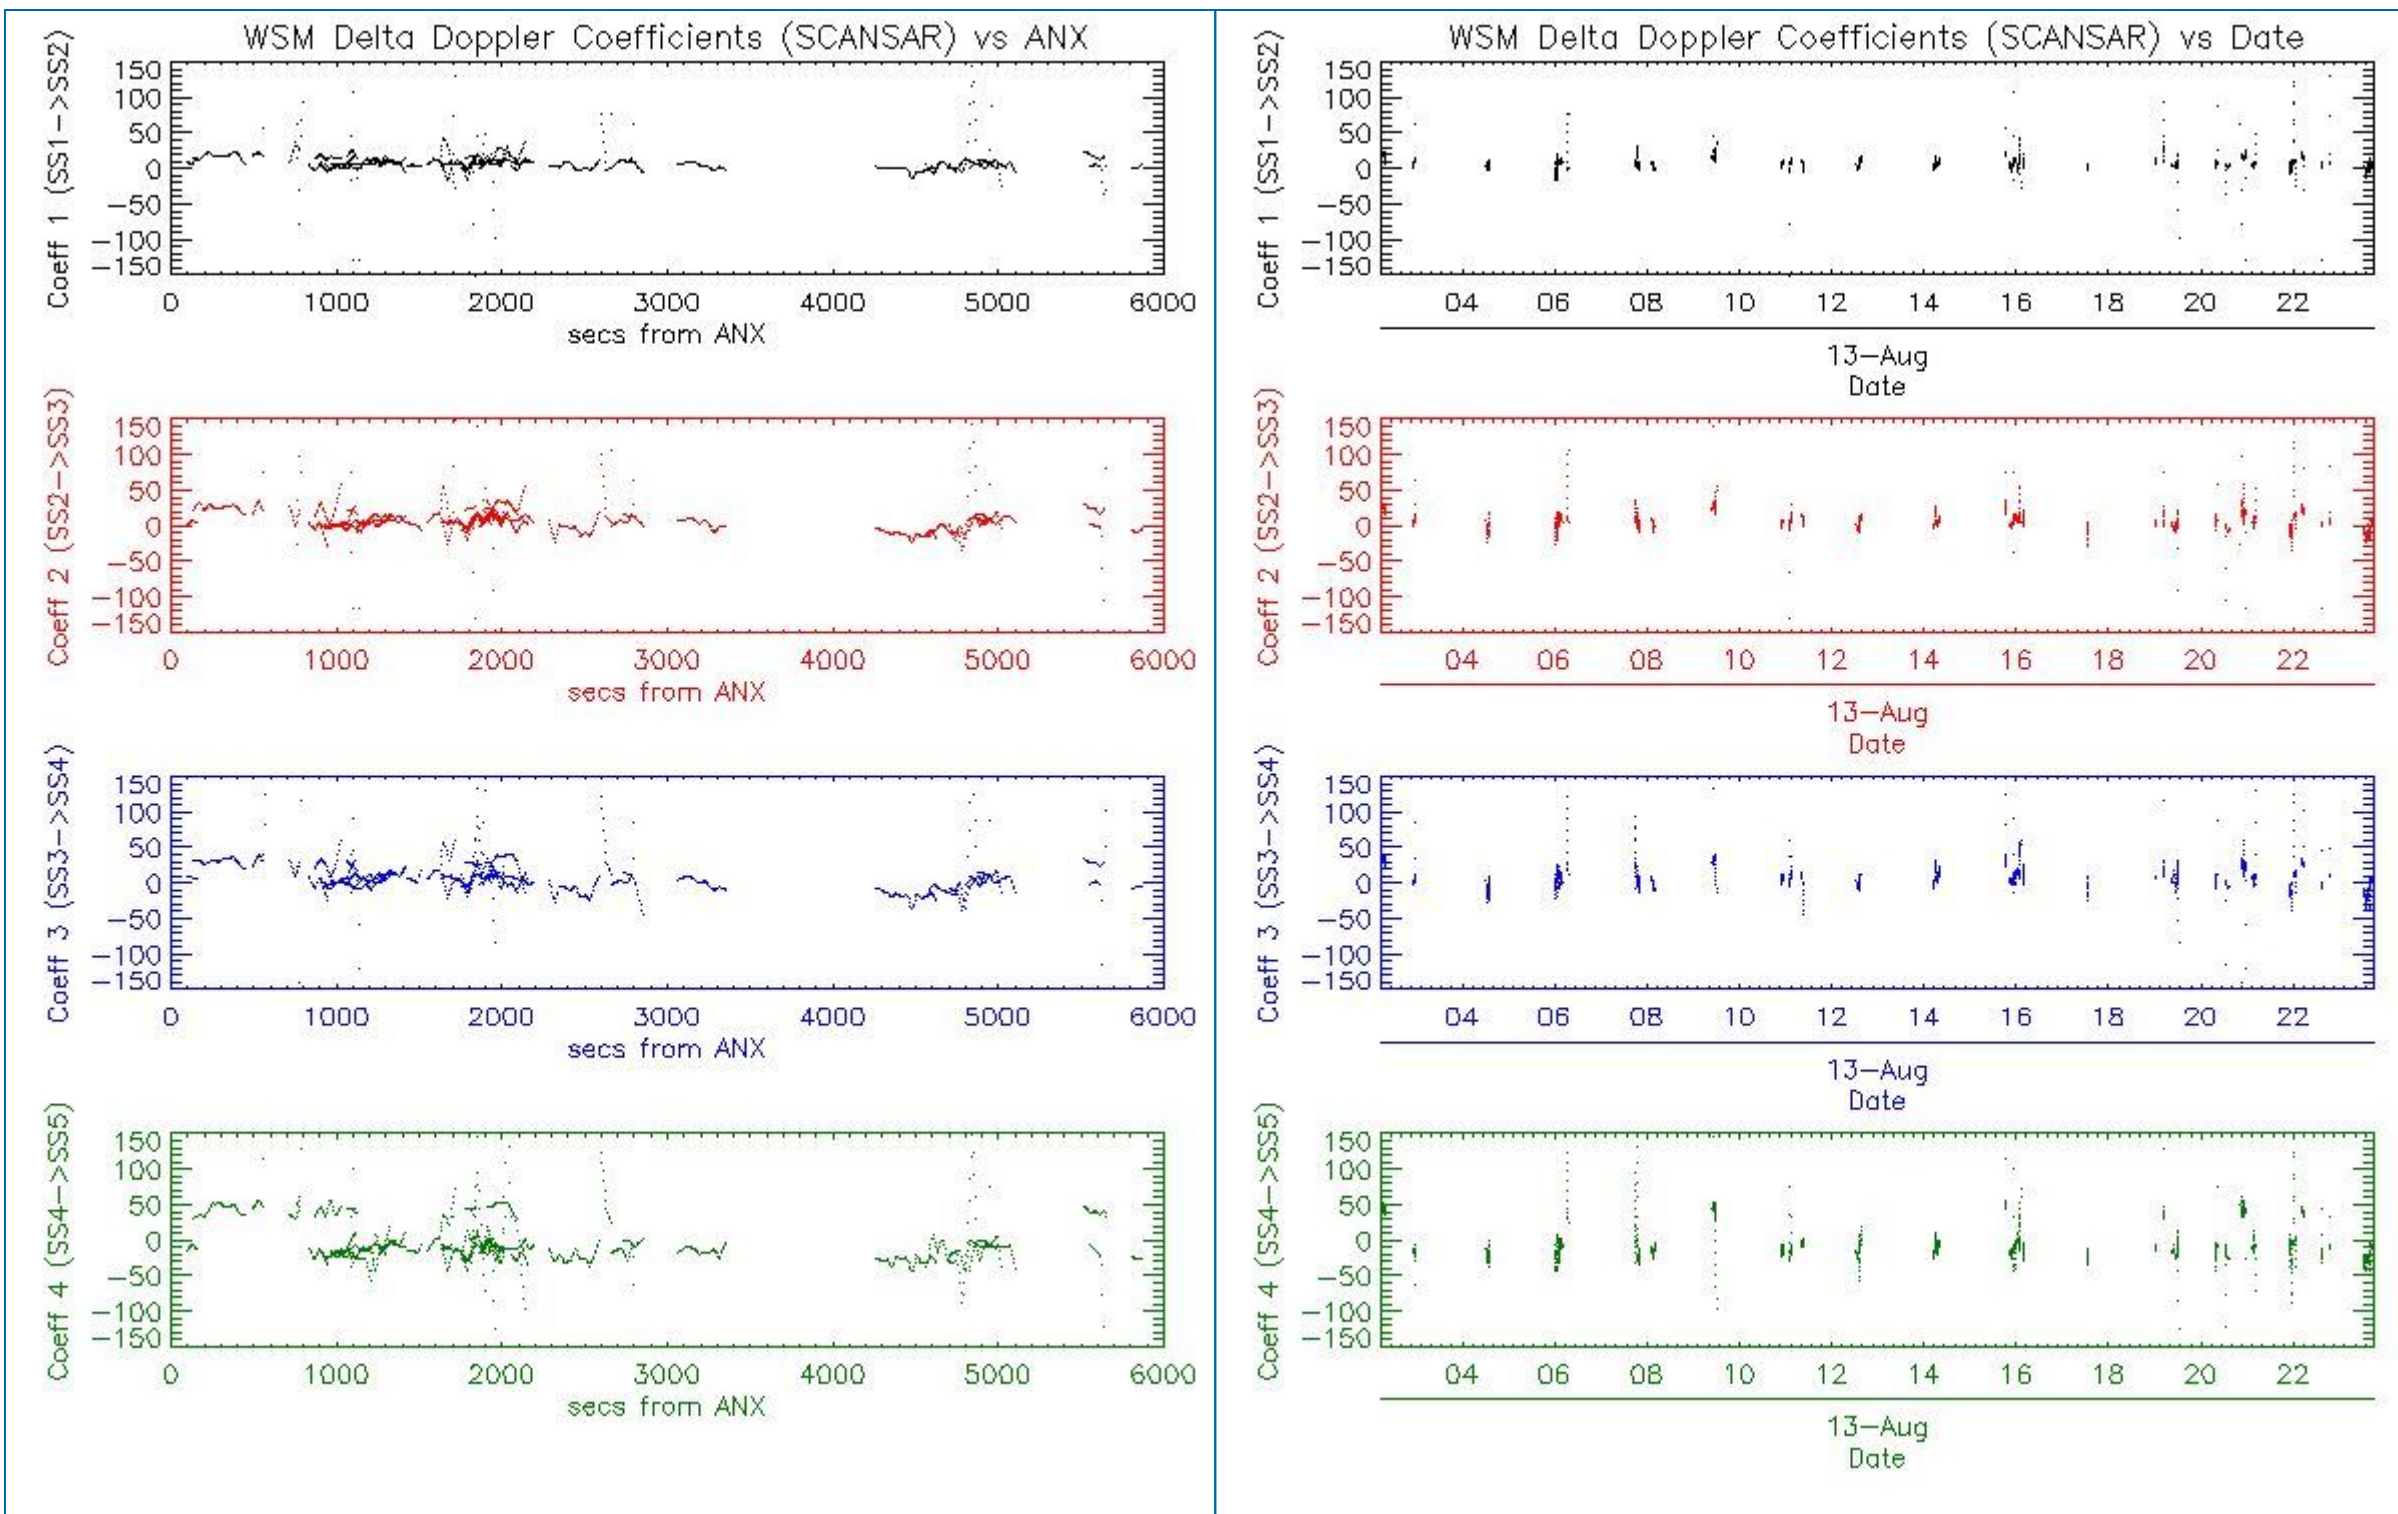 WSM Delta Doppler Coefficients (SCANSAR) vs ANX
Coeff 1 (SS1->SS2)
150
100
50
0
-50
-100
-150
0 1000 2000 3000 4000 5000 6000
secs from ANX
Coeff 2 (SS2->SS3)
150
100
50
0
-50
-100
-150
0 1000 2000 3000 4000 5000 6000
secs from ANX
Coeff 3 (SS3->SS4)
150
100
50
0
-50
-100
-150
0 1000 2000 3000 4000 5000 6000
secs from ANX
Coeff 4 (SS4->SS5)
150
100
50
0
-50
-100
-150
0 1000 2000 3000 4000 5000 6000
secs from ANX
WSM Delta Doppler Coefficients (SCANSAR) vs Date
Coeff 1 (SS1->SS2)
150
100
50
0
-50
-100
-150
04 06 08 10 12 14 16 18 20 22
13-Aug
Date
Coeff 2 (SS2->SS3)
150
100
50
0
-50
-100
-150
04 06 08 10 12 14 16 18 20 22
13-Aug
Date
Coeff 3 (SS3->SS4)
150
100
50
0
-50
-100
-150
04 06 08 10 12 14 16 18 20 22
13-Aug
Date
Coeff 4 (SS4->SS5)
150
100
50
0
-50
-100
-150
04 06 08 10 12 14 16 18 20 22
13-Aug
Date